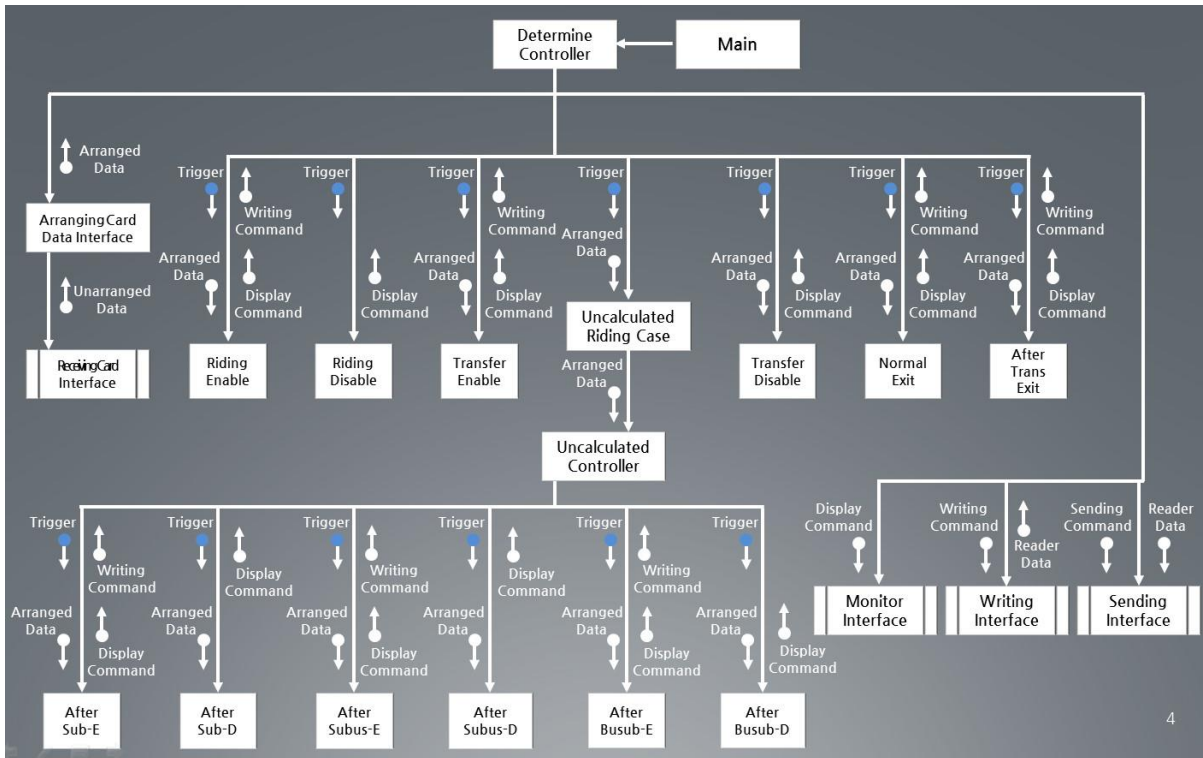 Determine
Controller
Main
Arranged
Data
Arranging Card
Data Interface
Unarranged
Data
Receiving Card
Interface
Trigger
Writing
Command
Arranged
Data
Display
Command
Riding
Enable
Trigger
Display
Command
Riding
Disable
Trigger
Writing
Command
Arranged
Data
Display
Command
Transfer
Enable
Trigger
Arranged
Data
Uncalculated
Riding Case
Arranged
Data
Uncalculated
Controller
Trigger
Arranged
Data
Display
Command
Transfer
Disable
Trigger
Writing
Command
Arranged
Data
Display
Command
Normal
Exit
Trigger
Writing
Command
Arranged
Data
Display
Command
After
Trans
Exit
Trigger
Writing
Command
Arranged
Data
Display
Command
After
Sub-E
Trigger
Display
Command
Arranged
Data
After
Sub-D
Trigger
Writing
Command
Arranged
Data
Display
Command
After
Subus-E
Trigger
Display
Command
Arranged
Data
After
Subus-D
Trigger
Writing
Command
Arranged
Data
Display
Command
After
Busub-E
Trigger
Arranged
Data
Display
Command
After
Busub-D
Display
Command
Monitor
Interface
Writing
Command
Reader
Data
Writing
Interface
Sending
Command
Reader
Data
Sending
Interface
4